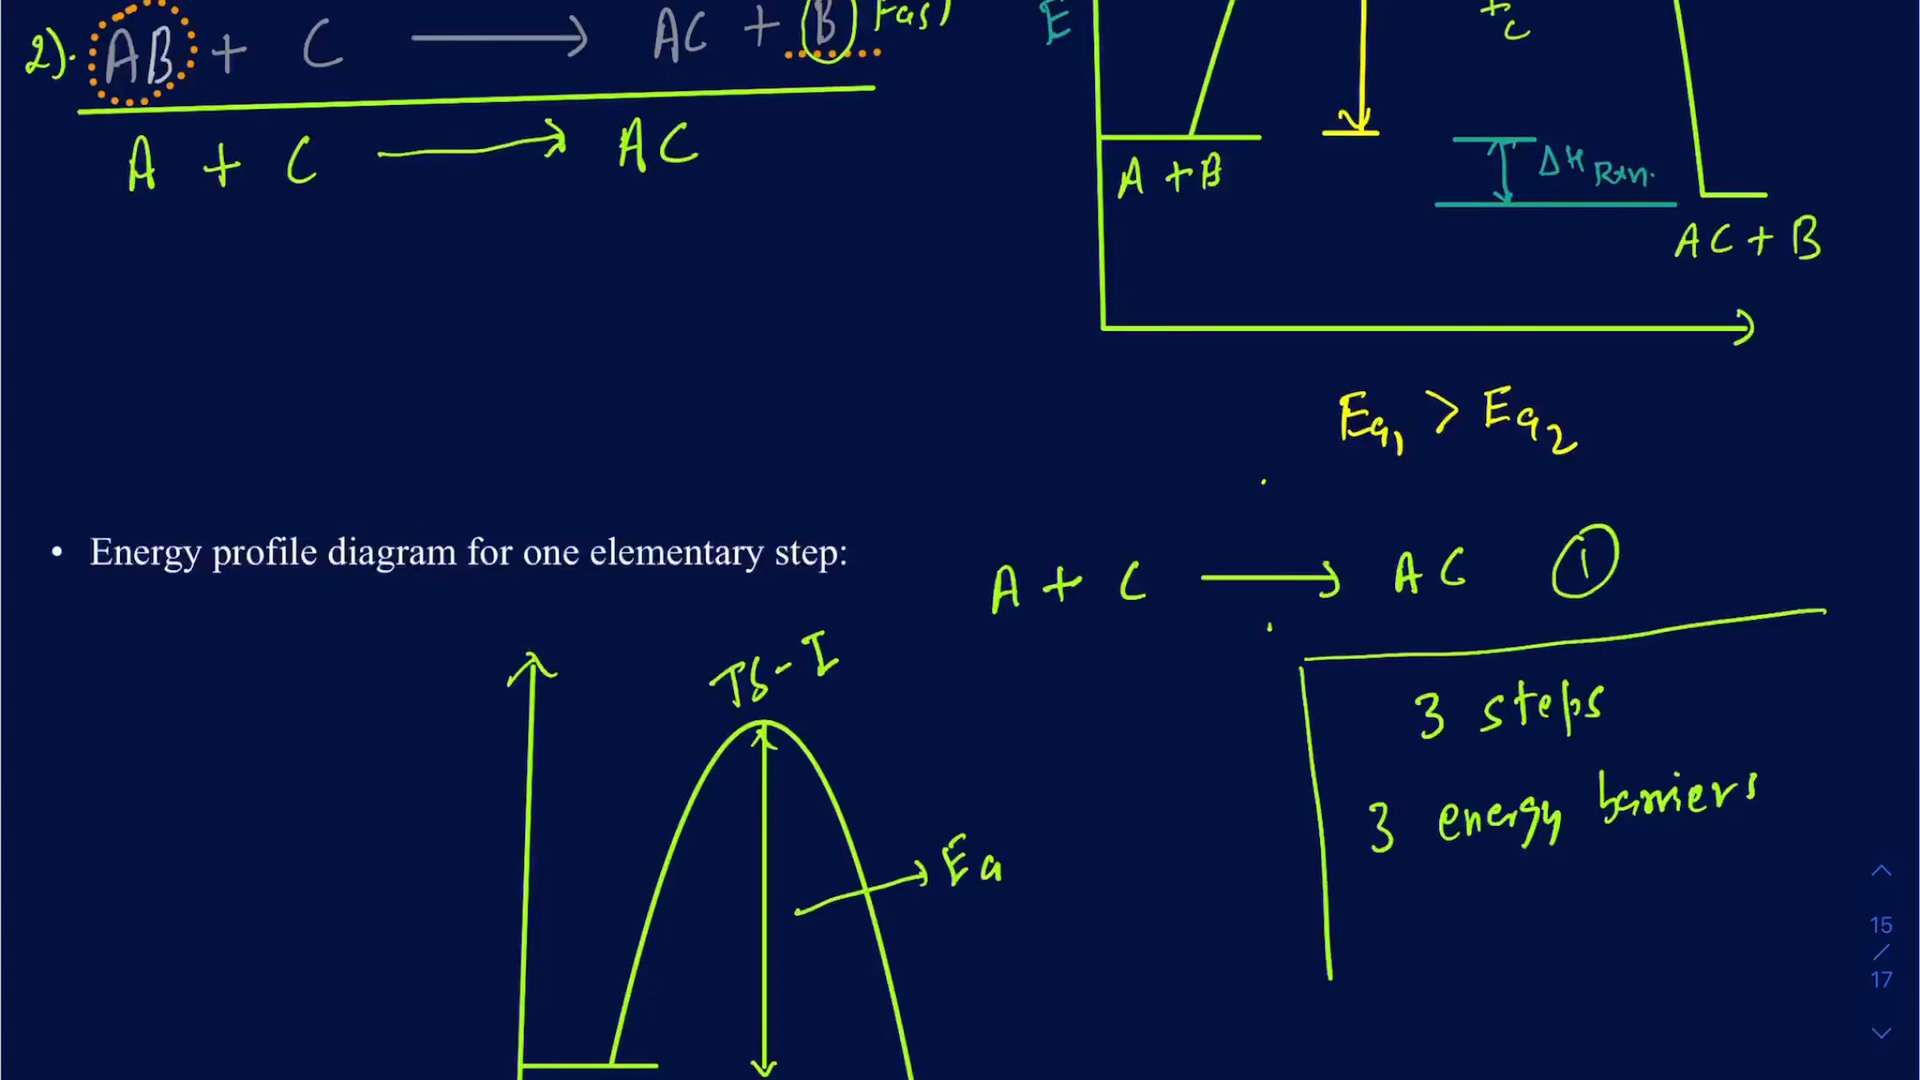 2). AB + C → AC + B Fast
A + C → AC
E
+
C
A + B
ΔH Rxn.
AC + B
Ea1 > Ea2
• Energy profile diagram for one elementary step:
A + C → AC ①
TS-I
Ea
3 steps
3 energy barriers
15
/
17